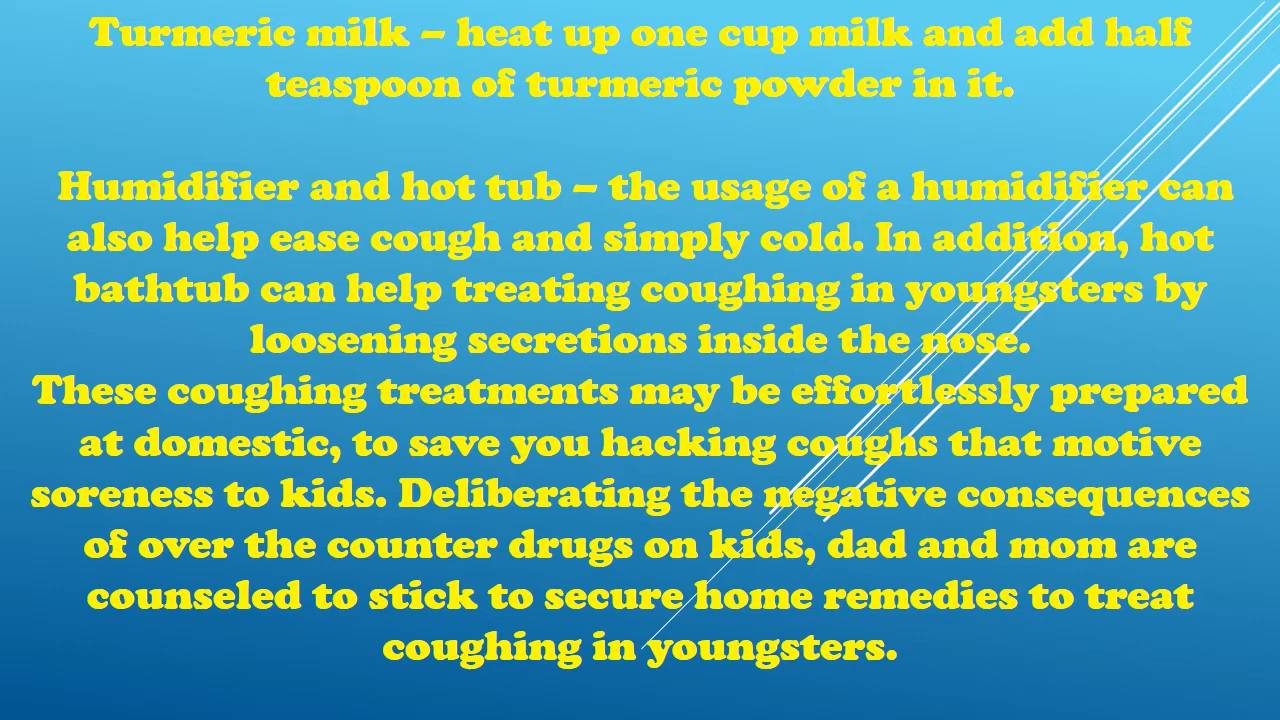 Turmeric milk – heat up one cup milk and add half
teaspoon of turmeric powder in it.
Humidifier and hot tub – the usage of a humidifier can
also help ease cough and simply cold. In addition, hot
bathtub can help treating coughing in youngsters by
loosening secretions inside the nose.
These coughing treatments may be effortlessly prepared
at domestic, to save you hacking coughs that motive
soreness to kids. Deliberating the negative consequences
of over the counter drugs on kids, dad and mom are
counseled to stick to secure home remedies to treat
coughing in youngsters.